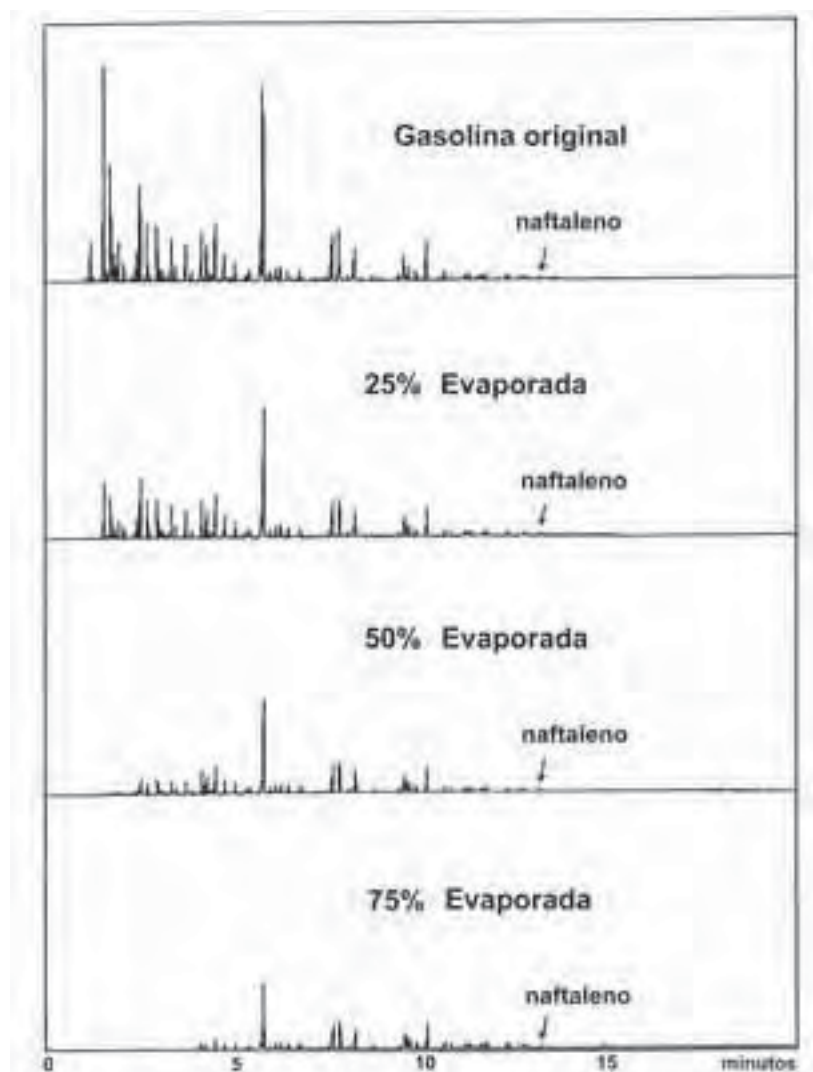 Gasolina original
naftaleno
25% Evaporada
naftaleno
50% Evaporada
naftaleno
75% Evaporada
naftaleno
0 5 10 15 minutos